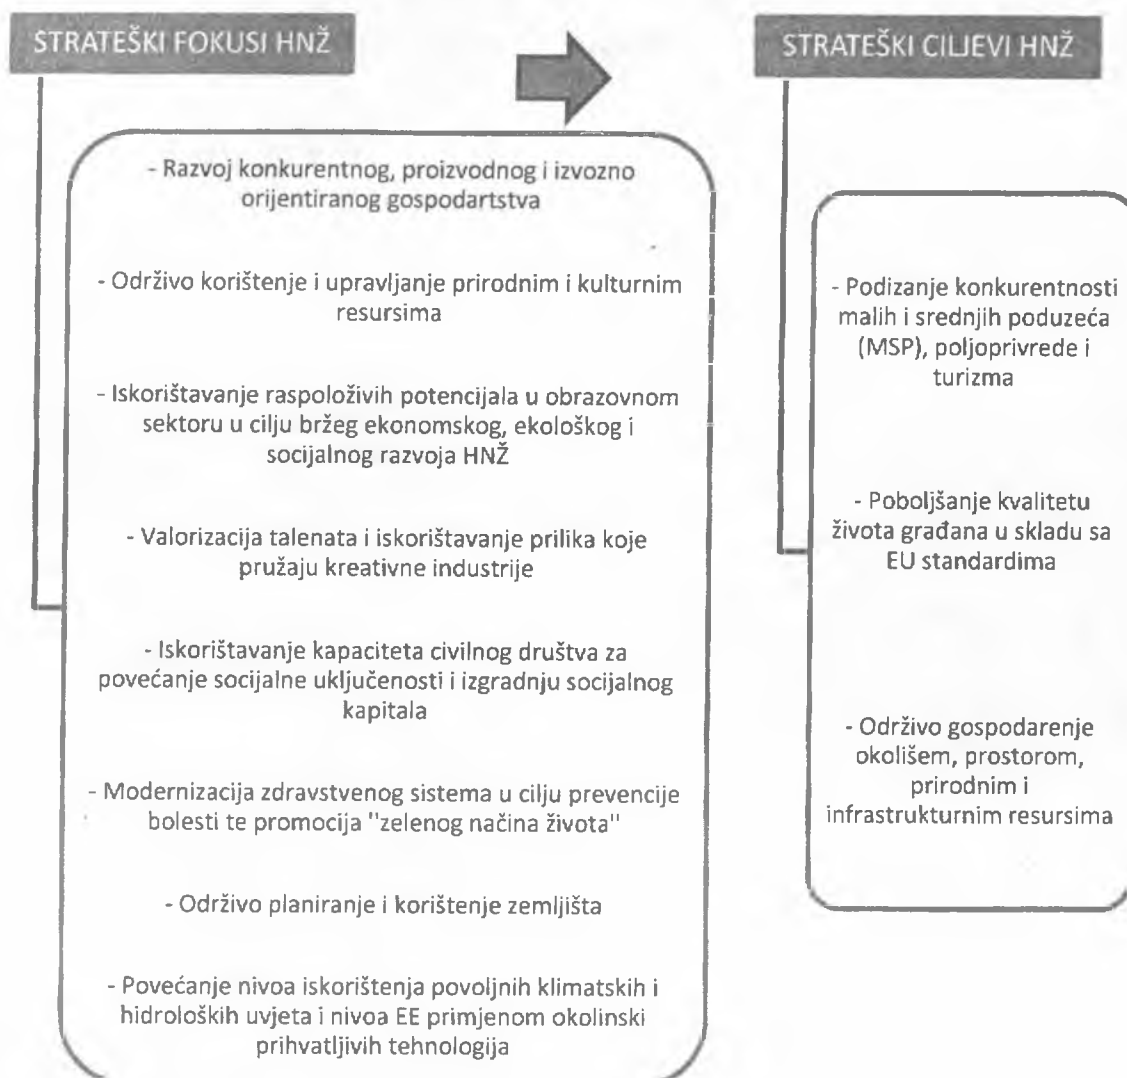 STRATEŠKI FOKUSI HNŽ
- Razvoj konkurentnog, proizvodnog i izvozno
orijentiranog gospodartstva
- Održivo korištenje i upravljanje prirodnim i kulturnim
resursima
- Iskorištavanje raspoloživih potencijala u obrazovnom
sektoru u cilju bržeg ekonomskog, ekološkog i
socijalnog razvoja HNŽ
- Valorizacija talenata i iskorištavanje prilika koje
pružaju kreativne industrije
- Iskorištavanje kapaciteta civilnog društva za
povećanje socijalne uključenosti i izgradnju socijalnog
kapitala
- Modernizacija zdravstvenog sistema u cilju prevencije
bolesti te promocija "zelenog načina života"
- Održivo planiranje i korištenje zemljišta
- Povećanje nivoa iskorištenja povoljnih klimatskih i
hidroloških uvjeta i nivoa EE primjenom okolinski
prihvatljivih tehnologija
STRATEŠKI CILJEVI HNŽ
- Podizanje konkurentnosti
malih i srednjih poduzeća
(MSP), poljoprivrede i
turizma
- Poboljšanje kvalitetu
života građana u skladu sa
EU standardima
- Održivo gospodarenje
okolišem, prostorom,
prirodnim i
infrastrukturnim resursima